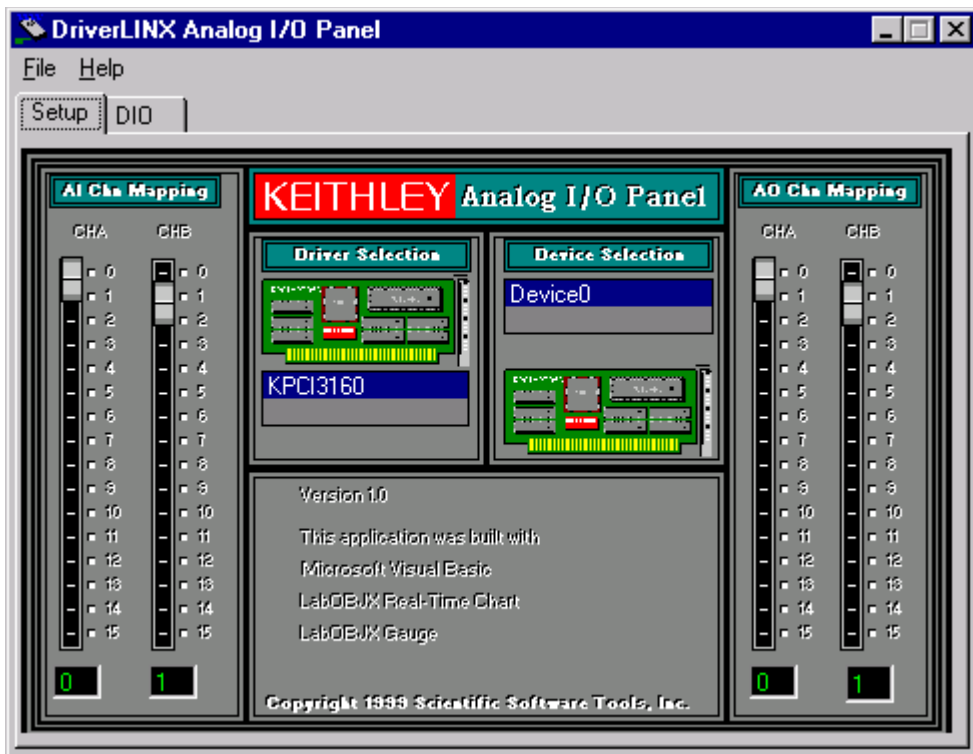 DriverLINX Analog I/O Panel
File Help
Setup DIO
AI Chn Mapping
CHA CHB
0 0
1 1
2 2
3 3
4 4
5 5
6 6
7 7
8 8
9 9
10 10
11 11
12 12
13 13
14 14
15 15
0 1
KEITHLEY Analog I/O Panel
Driver Selection
KPCI3160
Device Selection
Device0
Version 1.0
This application was built with
Microsoft Visual Basic
LabOBJX Real-Time Chart
LabOBJX Gauge
Copyright 1999 Scientific Software Tools, Inc.
AO Chn Mapping
CHA CHB
0 0
1 1
2 2
3 3
4 4
5 5
6 6
7 7
8 8
9 9
10 10
11 11
12 12
13 13
14 14
15 15
0 1